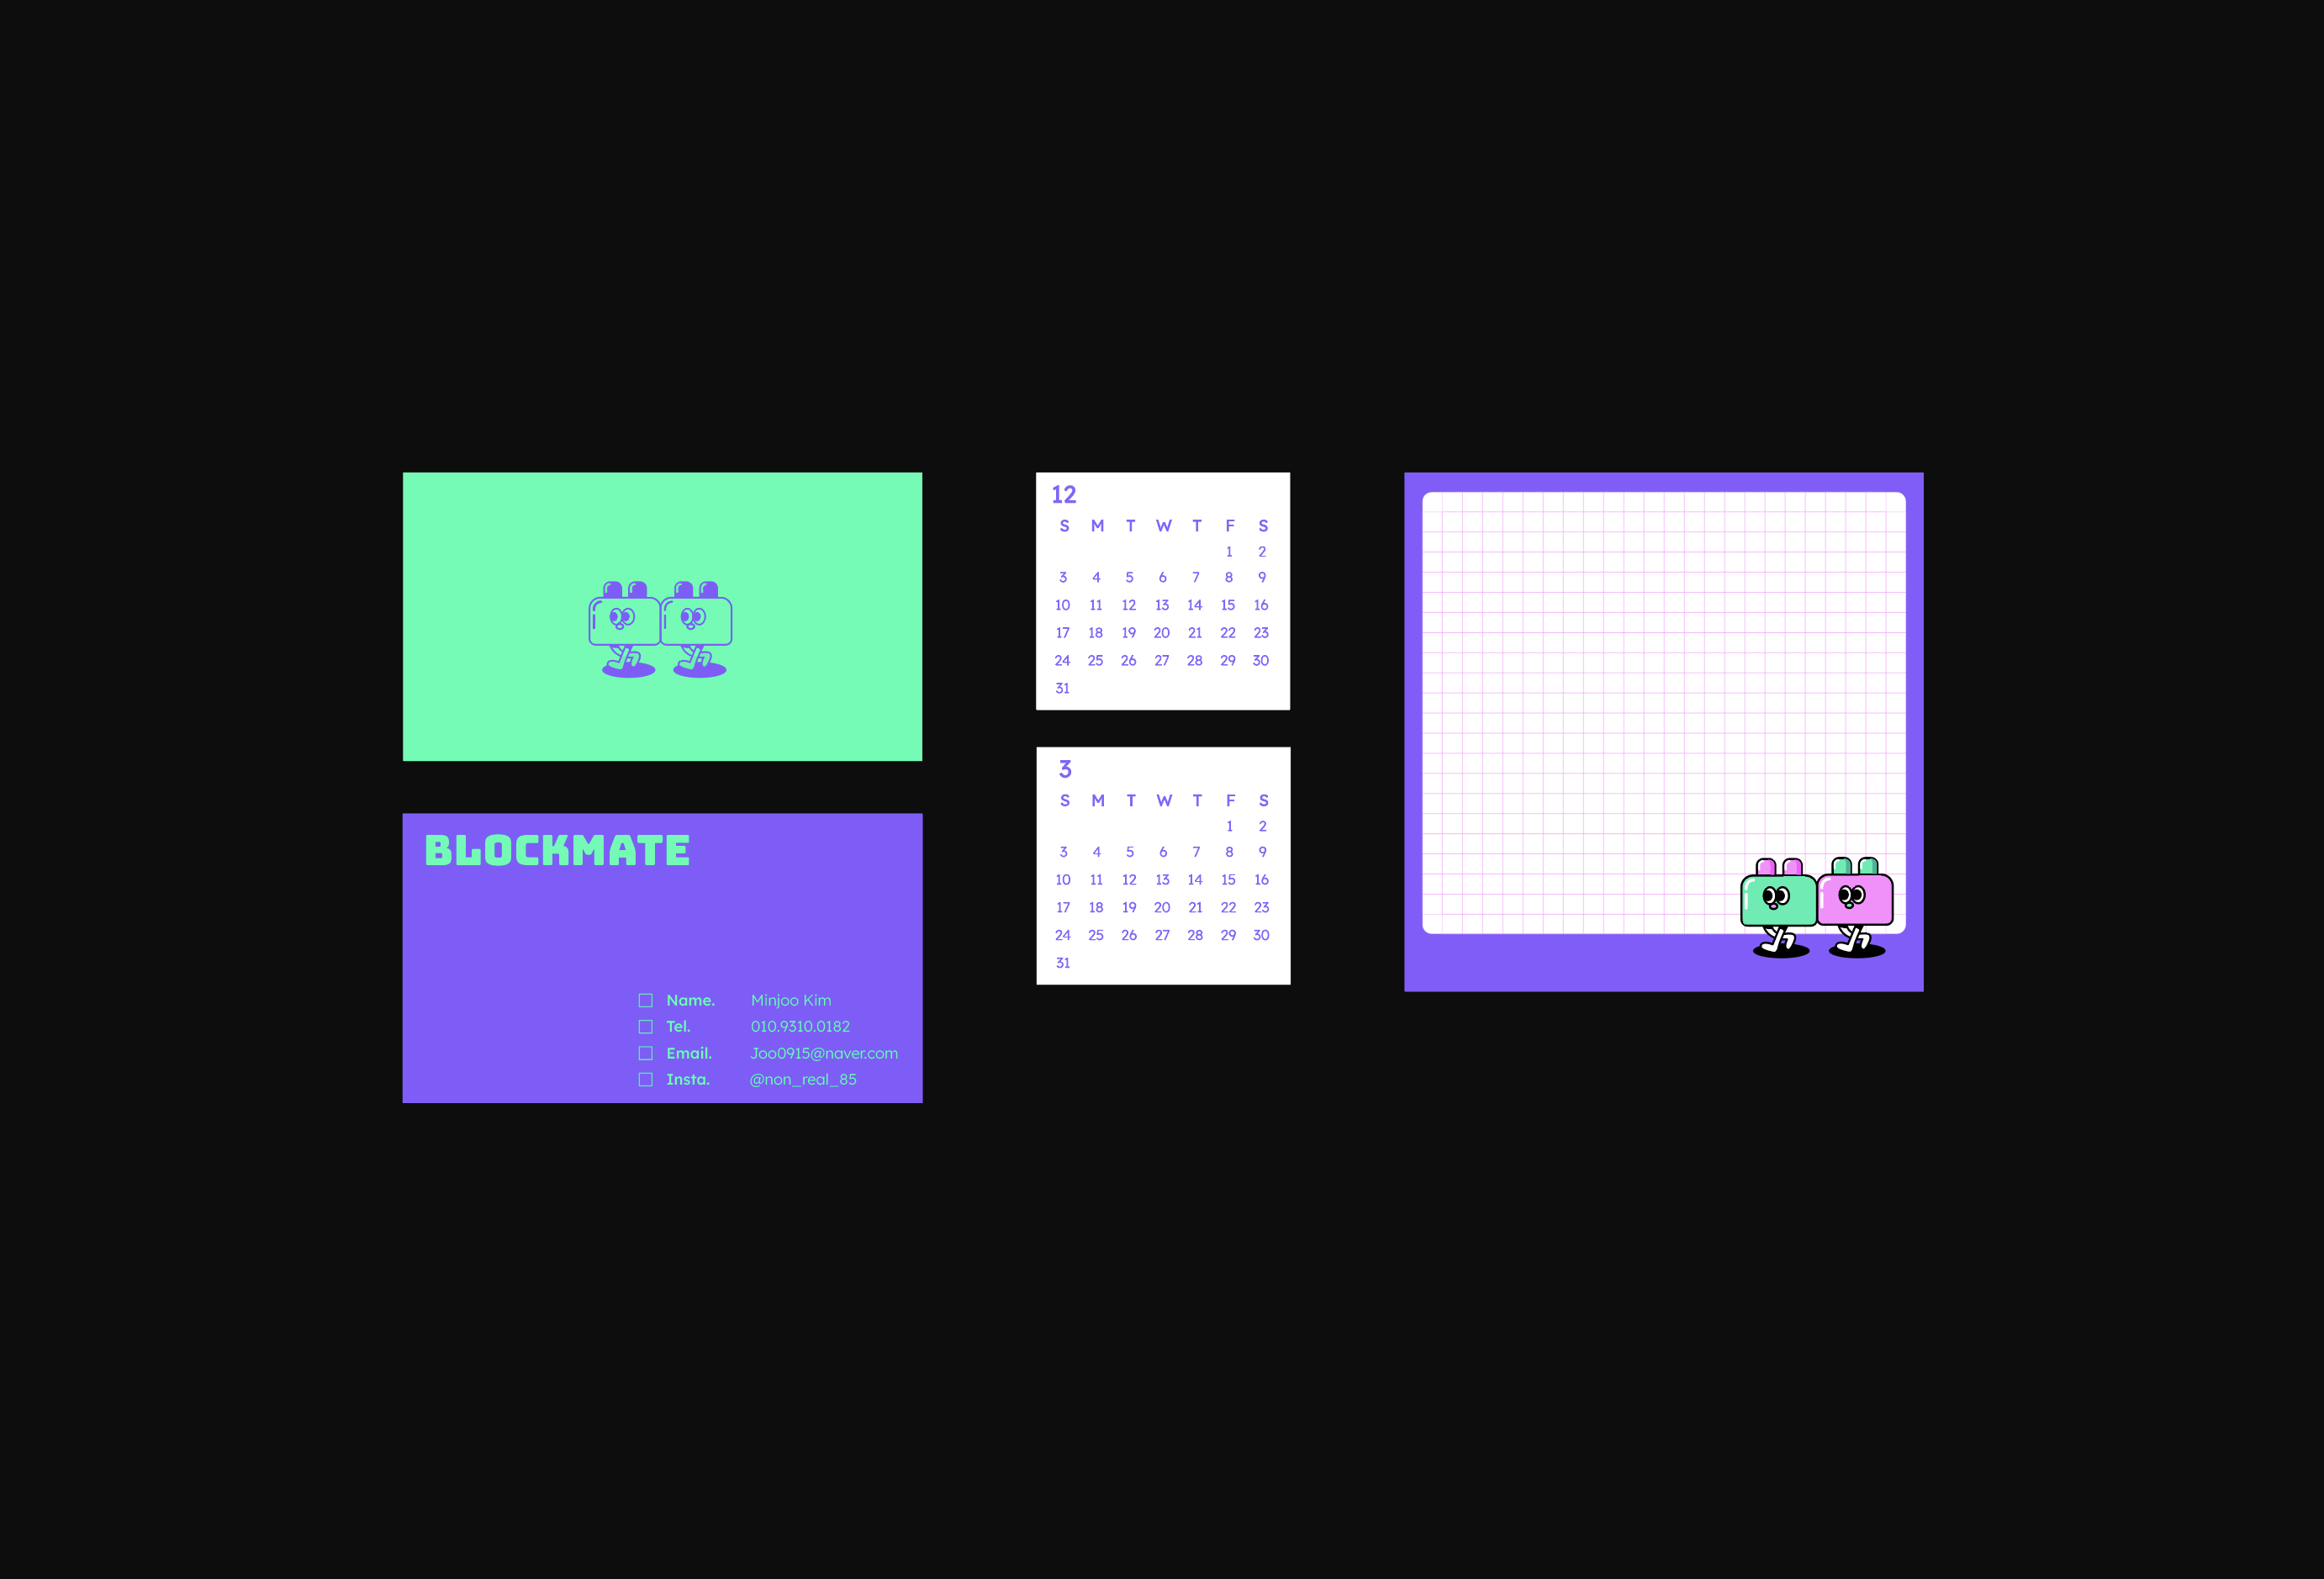 BLOCKMATE
Name. Minjoo Kim
Tel. 010.9310.0182
Email. Joo0915@naver.com
Insta. @non_real_85
12
S M T W T F S
1 2
3 4 5 6 7 8 9
10 11 12 13 14 15 16
17 18 19 20 21 22 23
24 25 26 27 28 29 30
31
3
S M T W T F S
1 2
3 4 5 6 7 8 9
10 11 12 13 14 15 16
17 18 19 20 21 22 23
24 25 26 27 28 29 30
31